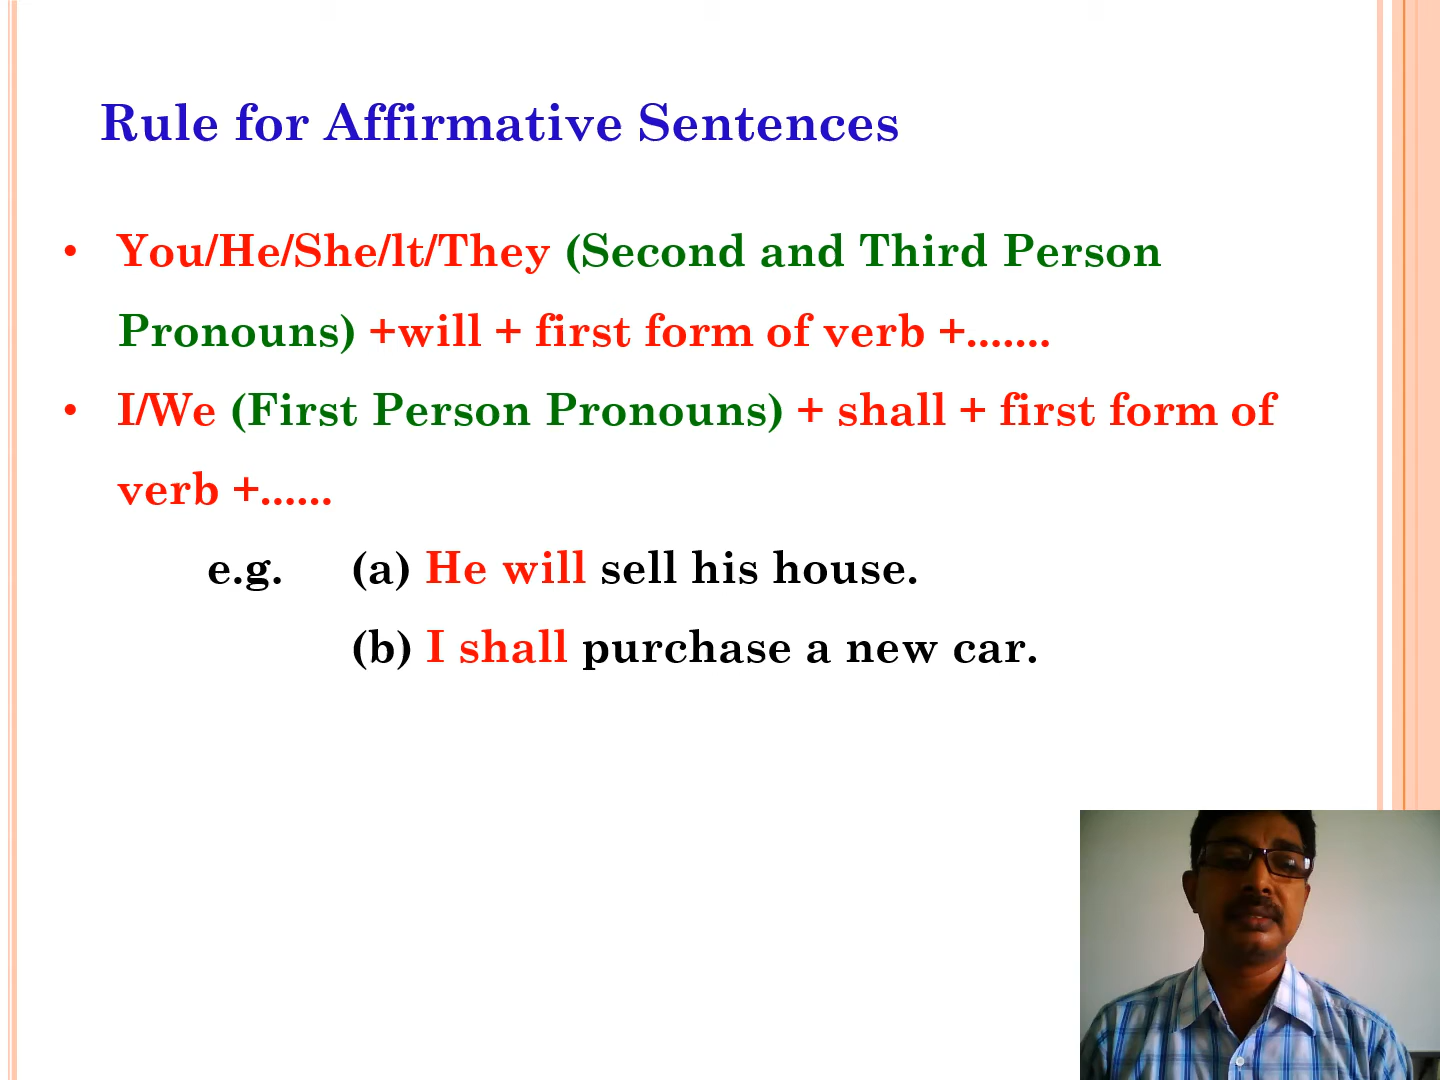 Rule for Affirmative Sentences
• You/He/She/lt/They (Second and Third Person
Pronouns) +will + first form of verb +.......
• I/We (First Person Pronouns) + shall + first form of
verb +......
e.g. (a) He will sell his house.
(b) I shall purchase a new car.